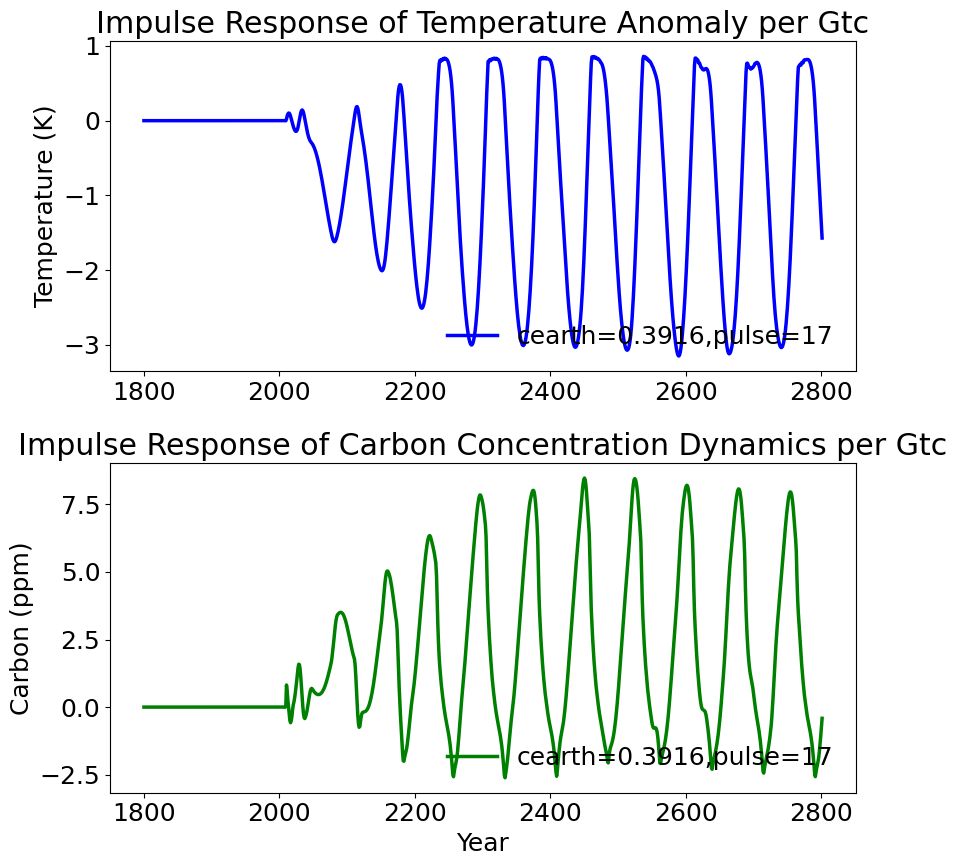 Impulse Response of Temperature Anomaly per Gtc
1
0
−1
−2
−3
Temperature (K)
cearth=0.3916,pulse=17
1800 2000 2200 2400 2600 2800
Impulse Response of Carbon Concentration Dynamics per Gtc
7.5
5.0
2.5
0.0
−2.5
Carbon (ppm)
cearth=0.3916,pulse=17
1800 2000 2200 2400 2600 2800
Year